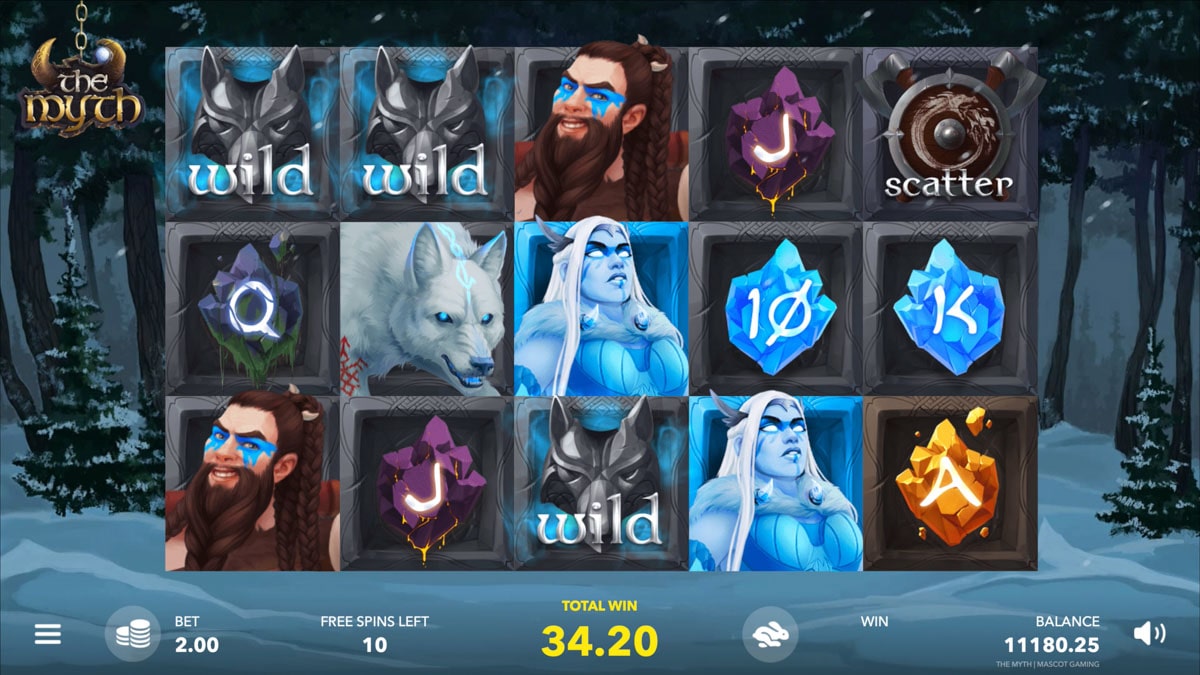 the
myth
wild
wild
J
scatter
Q
10
K
J
wild
A
BET
2.00
FREE SPINS LEFT
10
TOTAL WIN
34.20
WIN
BALANCE
11180.25
THE MYTH | MASCOT GAMING